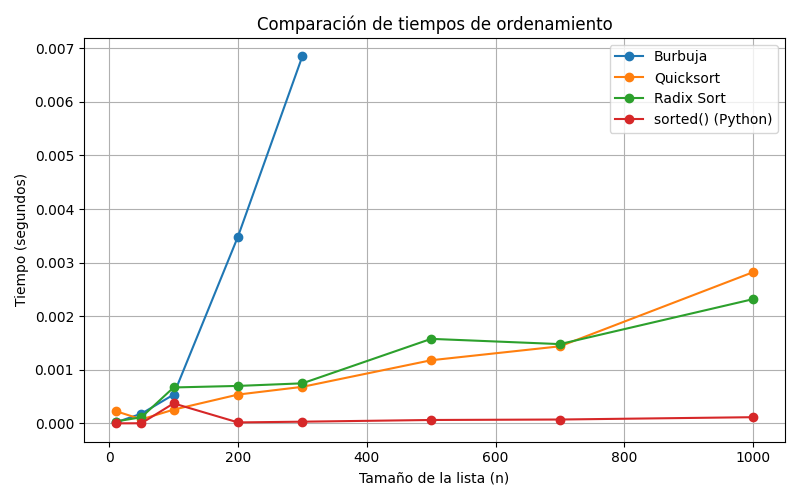 Comparación de tiempos de ordenamiento
Burbuja
Quicksort
Radix Sort
sorted() (Python)
Tiempo (segundos)
0.007
0.006
0.005
0.004
0.003
0.002
0.001
0.000
0 200 400 600 800 1000
Tamaño de la lista (n)